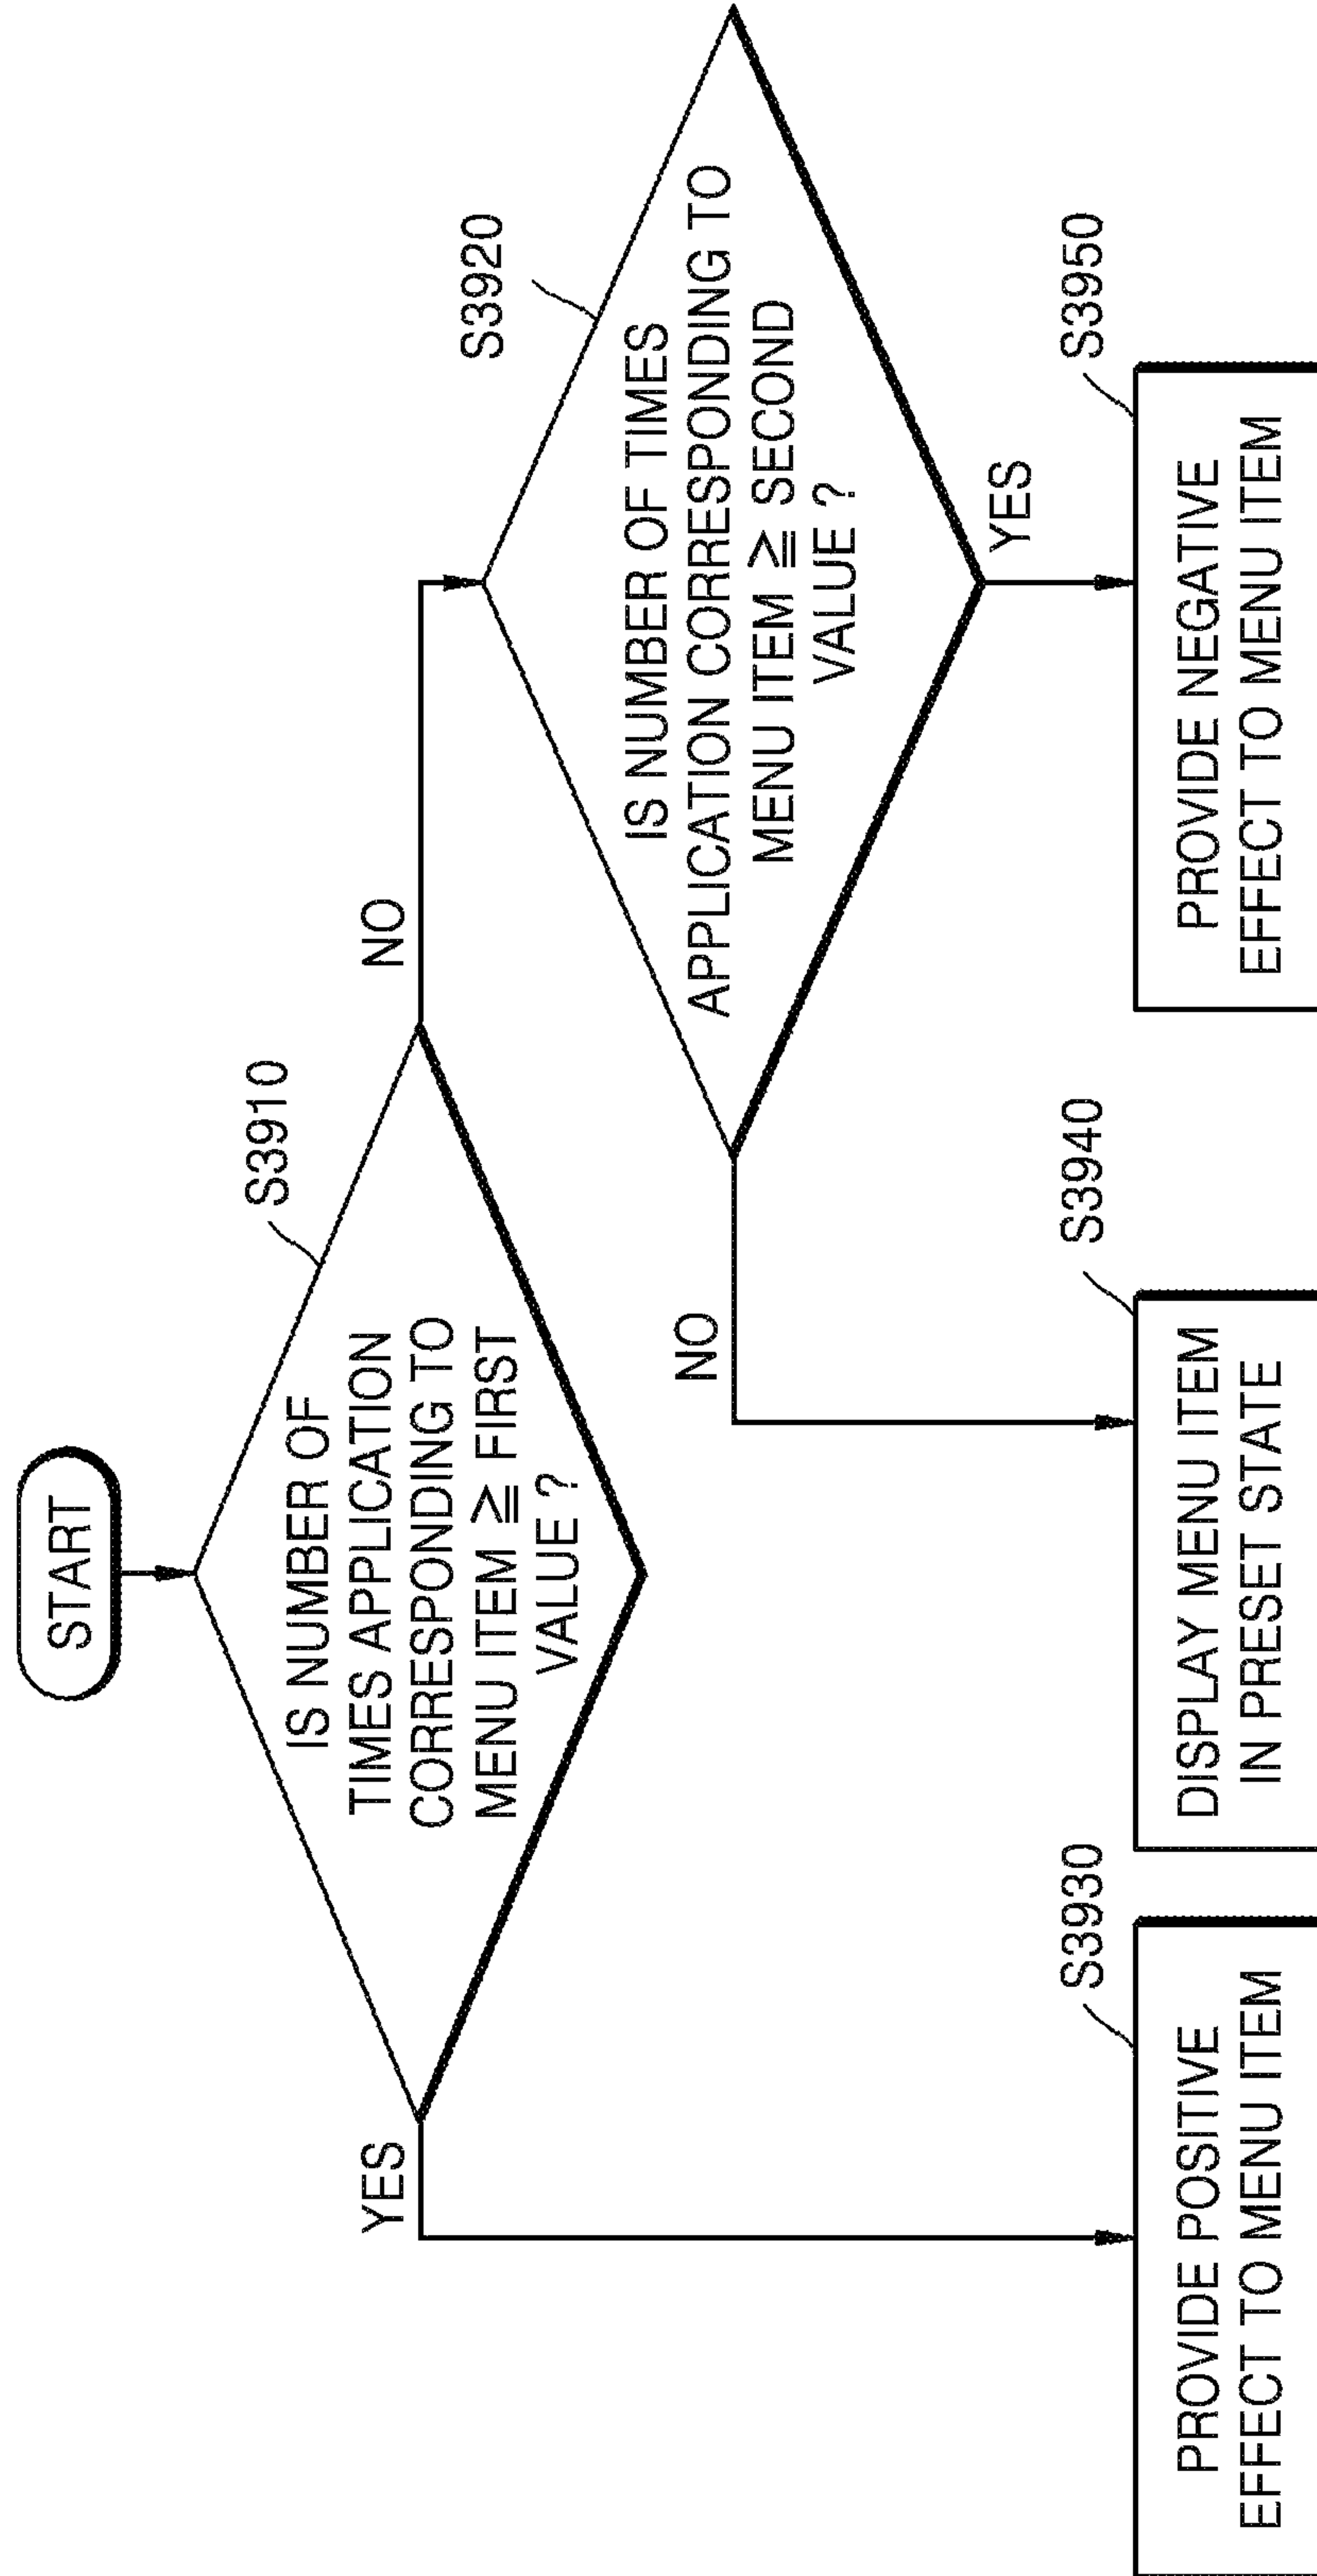 START
S3910
IS NUMBER OF
TIMES APPLICATION
CORRESPONDING TO
MENU ITEM ≧ FIRST
VALUE ?
YES
NO
S3920
IS NUMBER OF TIMES
APPLICATION CORRESPONDING TO
MENU ITEM ≧ SECOND
VALUE ?
NO
YES
S3930
PROVIDE POSITIVE
EFFECT TO MENU ITEM
S3940
DISPLAY MENU ITEM
IN PRESET STATE
S3950
PROVIDE NEGATIVE
EFFECT TO MENU ITEM